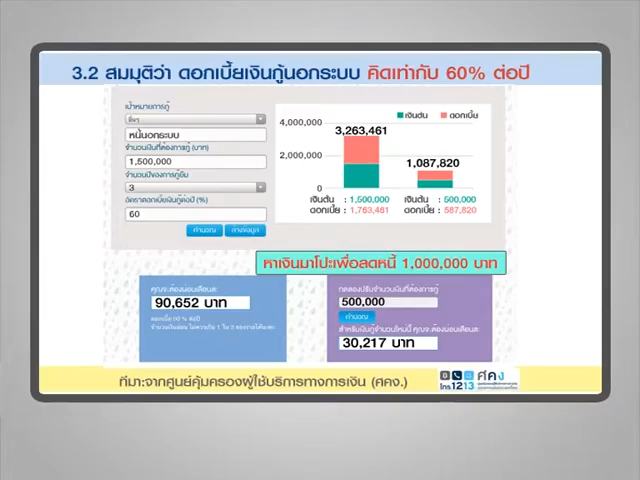 3.2 สมมุติว่า ดอกเบี้ยเงินกู้นอกระบบ คิดเท่ากับ 60% ต่อปี
เป้าหมายการกู้
อื่นๆ
หนี้นอกระบบ
จำนวนเงินที่ต้องการกู้ (บาท)
1,500,000
จำนวนปีของการกู้ยืม
3
อัตราดอกเบี้ยเงินกู้ต่อปี (%)
60
คำนวณ ล้างข้อมูล
เงินต้น ดอกเบี้ย
4,000,000
3,263,461
2,000,000
1,087,820
0
เงินต้น : 1,500,000 เงินต้น : 500,000
ดอกเบี้ย : 1,763,461 ดอกเบี้ย : 587,820
หาเงินมาโปะเพื่อลดหนี้ 1,000,000 บาท
คุณจะต้องผ่อนเดือนละ
90,652 บาท
ทดลองปรับจำนวนเงินที่ต้องการกู้
500,000
คำนวณ
สำหรับเงินกู้จำนวนใหม่นี้ คุณจะต้องผ่อนเดือนละ
30,217 บาท
ที่มา:จากศูนย์คุ้มครองผู้ใช้บริการทางการเงิน (ศคง.)
ศคง
โทร.1213